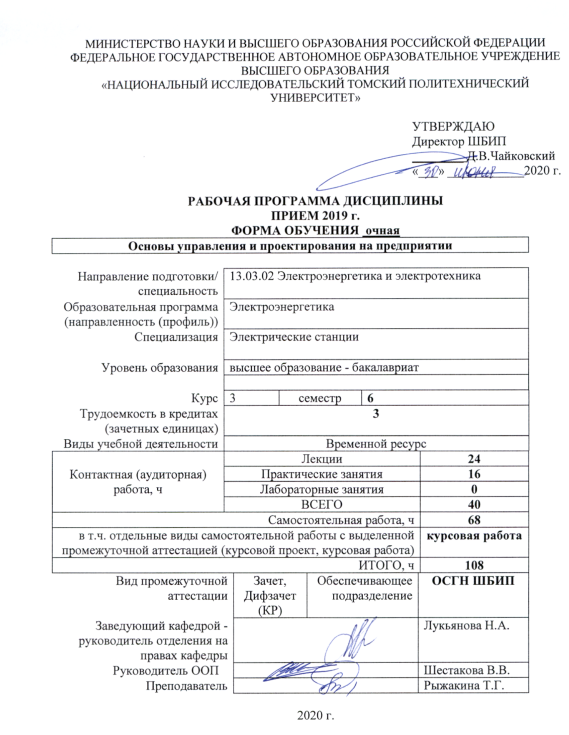 МИНИСТЕРСТВО НАУКИ И ВЫСШЕГО ОБРАЗОВАНИЯ РОССИЙСКОЙ ФЕДЕРАЦИИ
ФЕДЕРАЛЬНОЕ ГОСУДАРСТВЕННОЕ АВТОНОМНОЕ ОБРАЗОВАТЕЛЬНОЕ УЧРЕЖДЕНИЕ
ВЫСШЕГО ОБРАЗОВАНИЯ
«НАЦИОНАЛЬНЫЙ ИССЛЕДОВАТЕЛЬСКИЙ ТОМСКИЙ ПОЛИТЕХНИЧЕСКИЙ
УНИВЕРСИТЕТ»
УТВЕРЖДАЮ
Директор ШБИП
Д.В.Чайковский
«30» июня 2020 г.
РАБОЧАЯ ПРОГРАММА ДИСЦИПЛИНЫ
ПРИЕМ 2019 г.
ФОРМА ОБУЧЕНИЯ очная
Основы управления и проектирования на предприятии
Направление подготовки/ 13.03.02 Электроэнергетика и электротехника
специальность
Образовательная программа Электроэнергетика
(направленность (профиль))
Специализация Электрические станции
Уровень образования высшее образование - бакалавриат
Курс 3 семестр 6
Трудоемкость в кредитах 3
(зачетных единицах)
Виды учебной деятельности Временной ресурс
Лекции 24
Контактная (аудиторная) Практические занятия 16
работа, ч Лабораторные занятия 0
ВСЕГО 40
Самостоятельная работа, ч 68
в т.ч. отдельные виды самостоятельной работы с выделенной курсовая работа
промежуточной аттестацией (курсовой проект, курсовая работа)
ИТОГО, ч 108
Вид промежуточной Зачет, Обеспечивающее ОСГН ШБИП
аттестации Дифзачет подразделение
(КР)
Заведующий кафедрой - Лукьянова Н.А.
руководитель отделения на
правах кафедры
Руководитель ООП Шестакова В.В.
Преподаватель Рыжакина Т.Г.
2020 г.